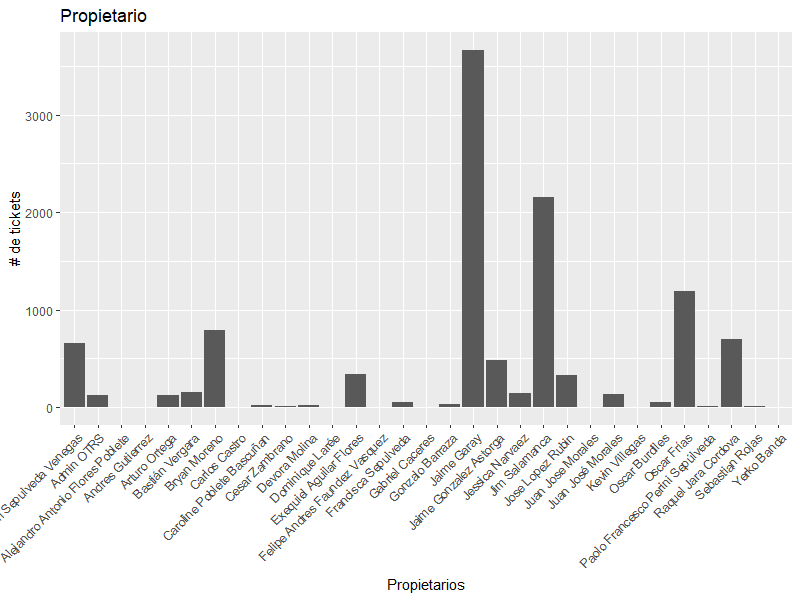 Propietario
# de tickets
3000
2000
1000
0
Sepulveda Venegas
Admin OTRS
Alejandro Antonio Flores Poblete
Andres Gutierrez
Arturo Ortega
Bastián Vergara
Bryan Moreno
Carlos Castro
Caroline Poblete Bascuñan
Cesar Zambrano
Devora Molina
Dominique Larée
Exequiel Aguilar Flores
Felipe Andres Faundez Vasquez
Francisca Sepulveda
Gabriel Caceres
Gonzalo Barraza
Jaime Garay
Jaime Gonzalez Astorga
Jessica Narvaez
Jim Salamanca
Jose Lopez Rubin
Juan Jose Morales
Juan José Morales
Kevin Villegas
Oscar Burdiles
Oscar Frias
Paolo Francesco Perini Sepúlveda
Raquel Jara Cordova
Sebastian Rojas
Yerko Banda
Propietarios